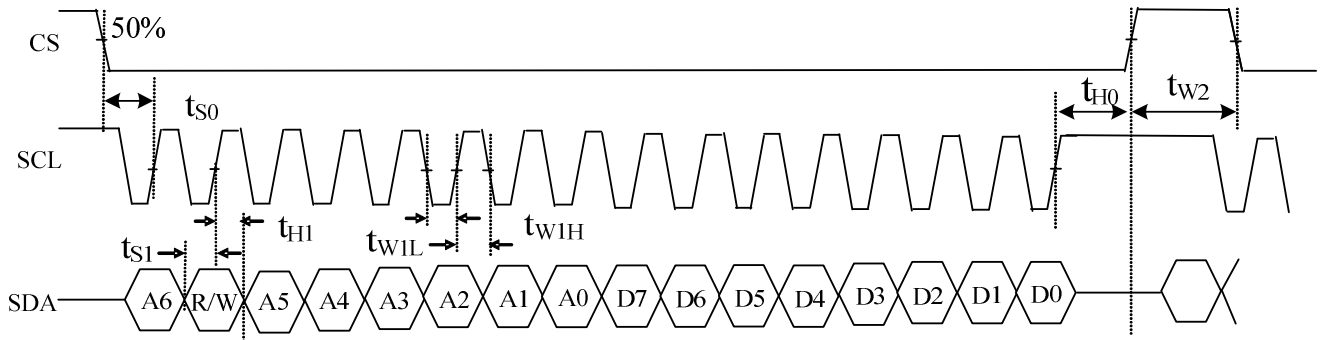 CS
50%
tS0
tH0
tW2
SCL
tS1
tH1
tW1L
tW1H
SDA
A6
R/W
A5
A4
A3
A2
A1
A0
D7
D6
D5
D4
D3
D2
D1
D0